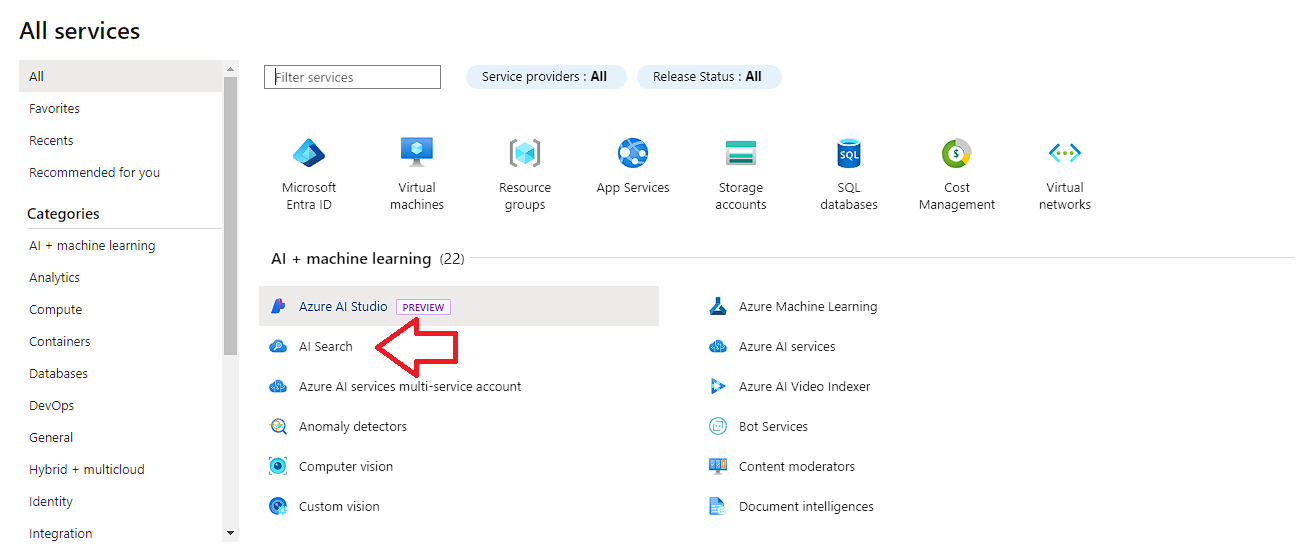 All services
All
Favorites
Recents
Recommended for you
Categories
AI + machine learning
Analytics
Compute
Containers
Databases
DevOps
General
Hybrid + multicloud
Identity
Integration
Filter services
Service providers : All
Release Status : All
Microsoft
Entra ID
Virtual
machines
Resource
groups
App Services
Storage
accounts
SQL
SQL
databases
$
Cost
Management
Virtual
networks
AI + machine learning (22)
Azure AI Studio PREVIEW
AI Search
Azure AI services multi-service account
Anomaly detectors
Computer vision
Custom vision
Azure Machine Learning
Azure AI services
Azure AI Video Indexer
Bot Services
Content moderators
Document intelligences